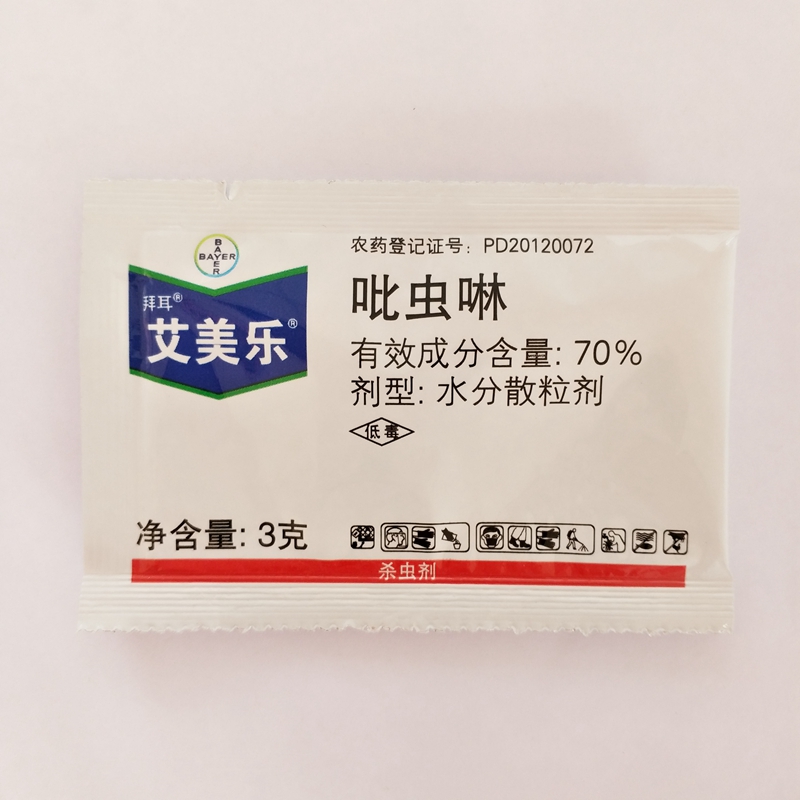 BAYER
BAYER
拜耳®
艾美乐®
农药登记证号：PD20120072
吡虫啉
有效成分含量：70%
剂型：水分散粒剂
低毒
净含量：3克
杀虫剂